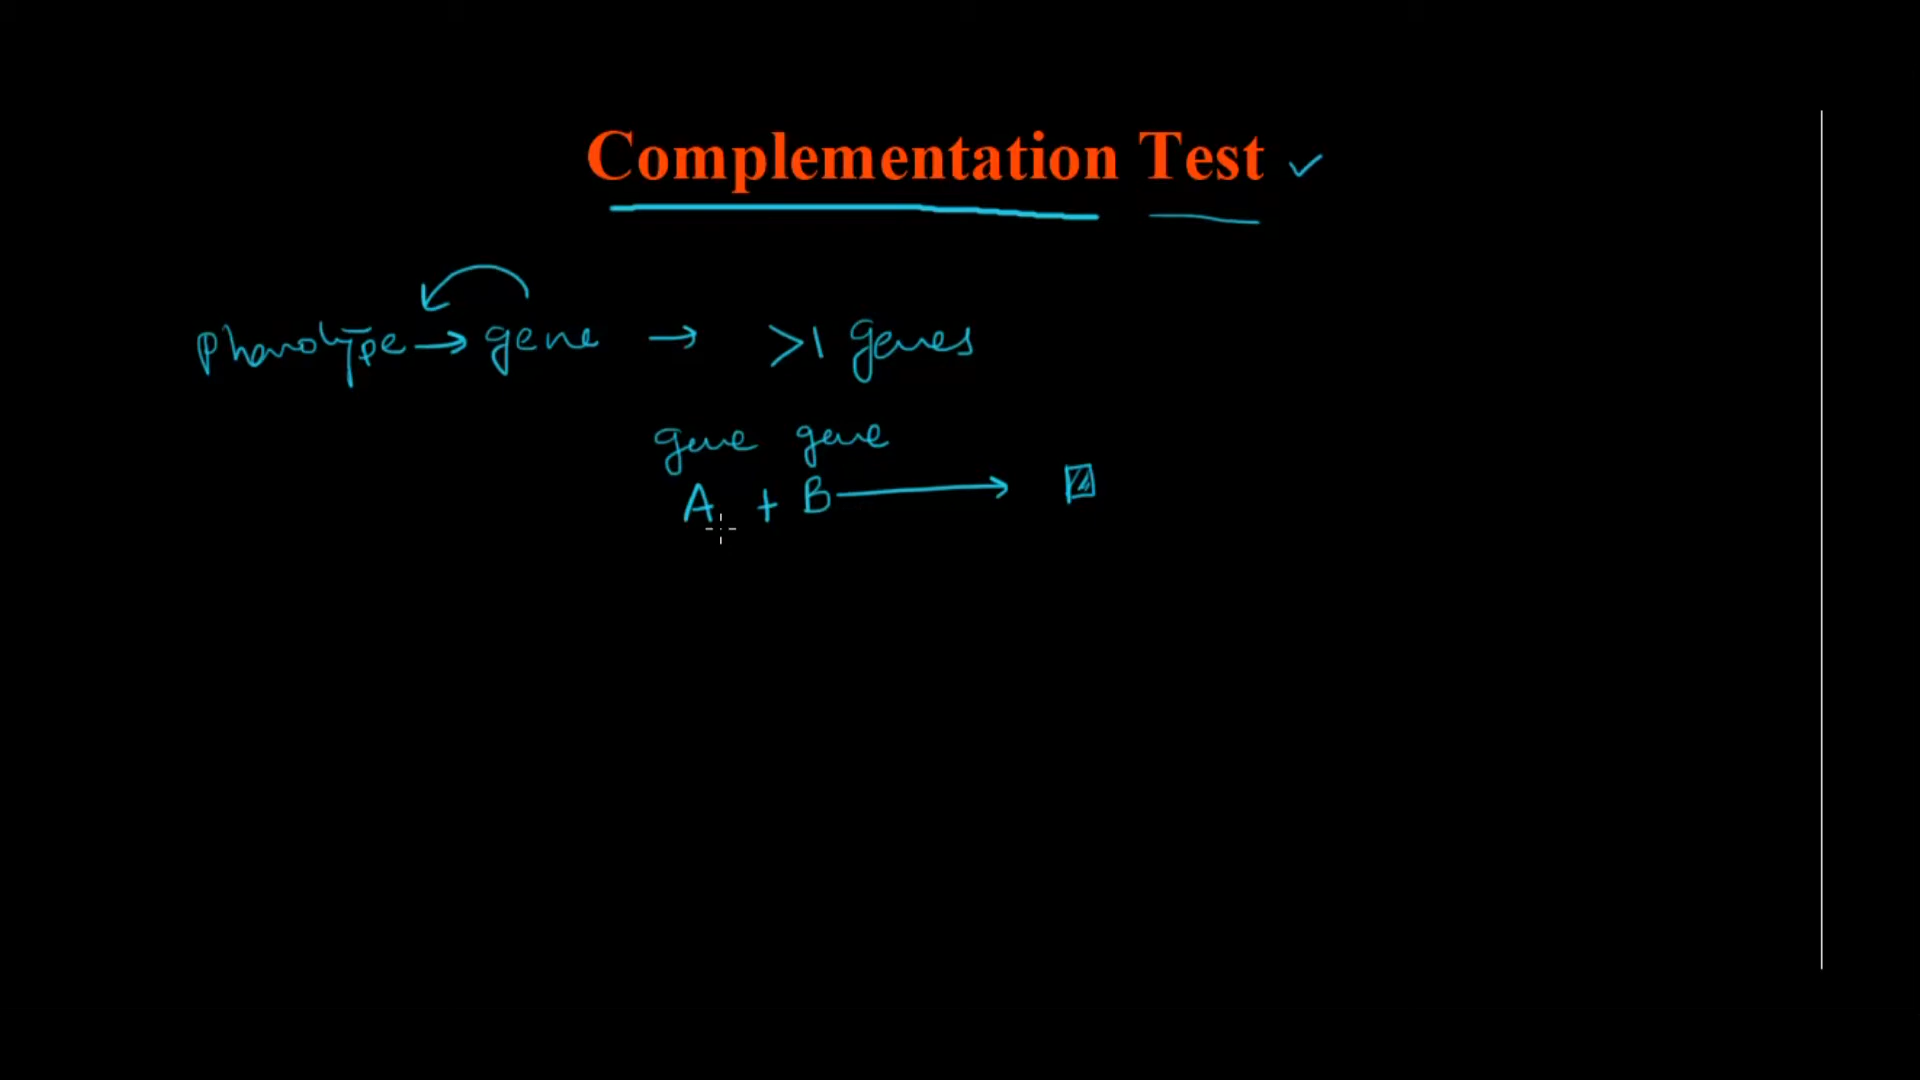 Complementation Test ✓
Phenotype → gene → >1 genes
gene gene
A + B →